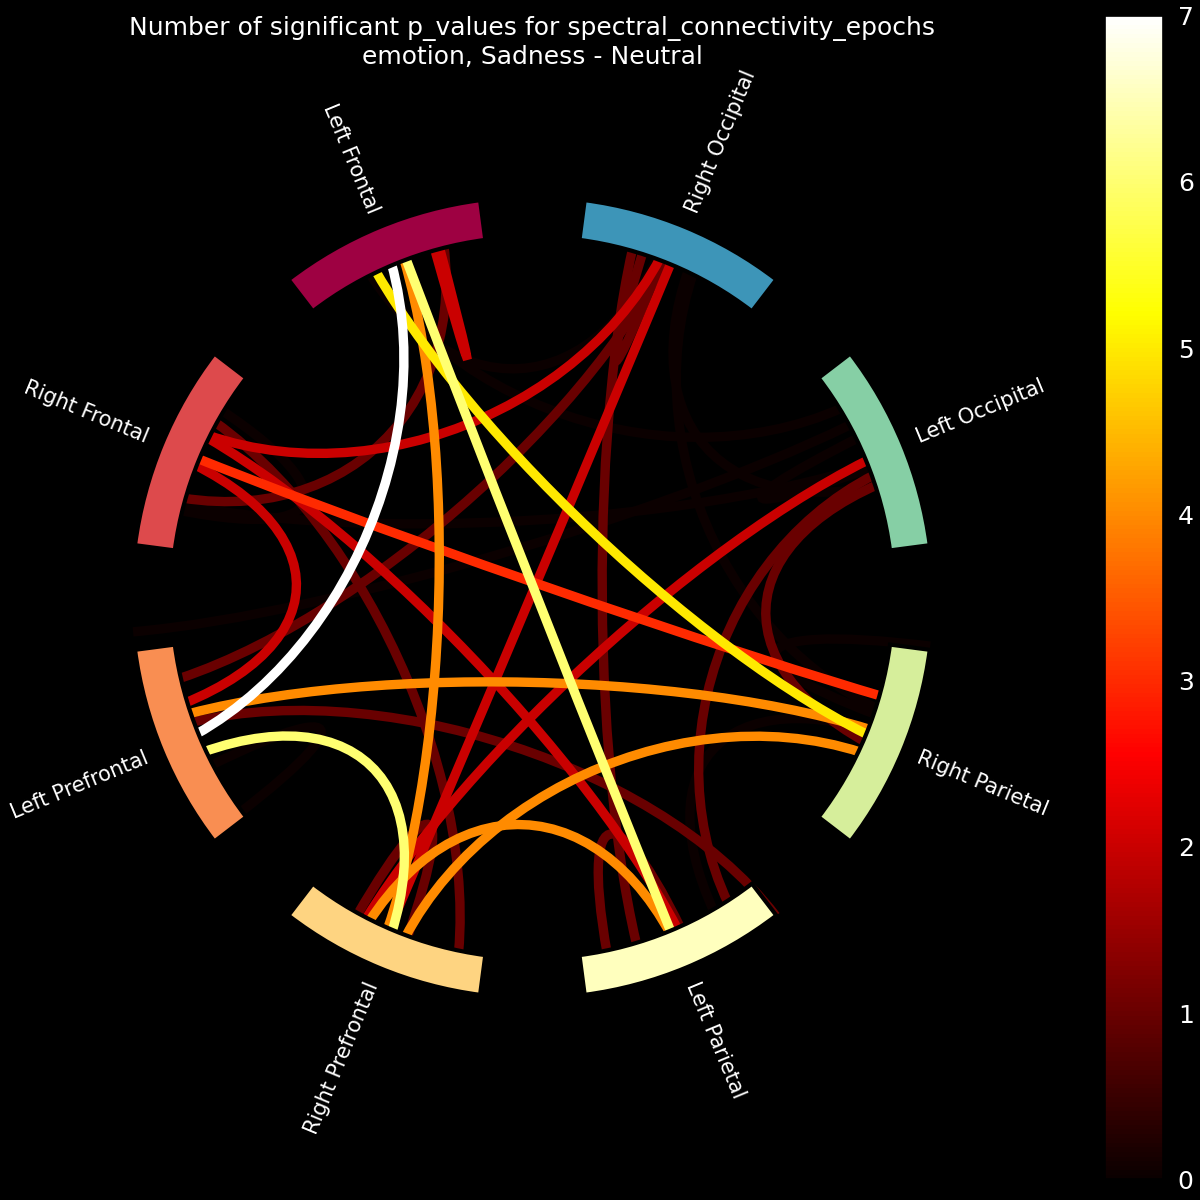 Number of significant p_values for spectral_connectivity_epochs
emotion, Sadness - Neutral
Left Frontal
Right Occipital
Right Frontal
Left Occipital
Left Prefrontal
Right Parietal
Right Prefrontal
Left Parietal
7
6
5
4
3
2
1
0